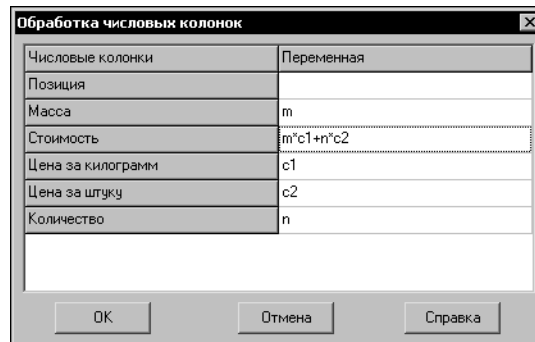 Обработка числовых колонок
Числовые колонки Переменная
Позиция
Масса m
Стоимость m*c1+n*c2
Цена за килограмм c1
Цена за штуку c2
Количество n
OK Отмена Справка